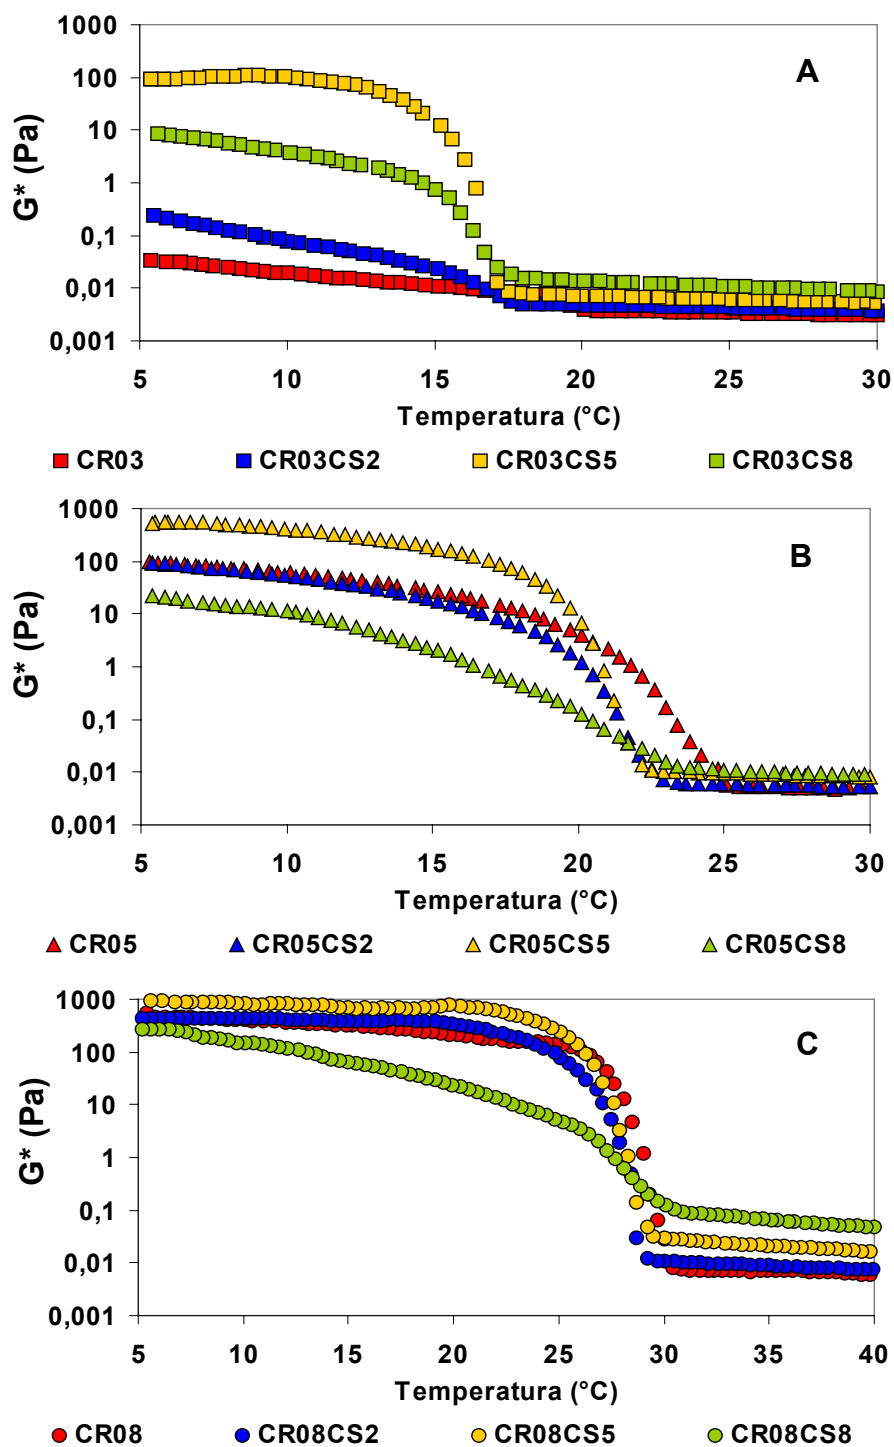 1000
A
100
10
1
0,1
0,01
0,001
G* (Pa)
5 10 15 20 25 30
Temperatura (°C)
CR03 CR03CS2 CR03CS5 CR03CS8
1000
B
100
10
1
0,1
0,01
0,001
G* (Pa)
5 10 15 20 25 30
Temperatura (°C)
CR05 CR05CS2 CR05CS5 CR05CS8
1000
C
100
10
1
0,1
0,01
0,001
G* (Pa)
5 10 15 20 25 30 35 40
Temperatura (°C)
CR08 CR08CS2 CR08CS5 CR08CS8